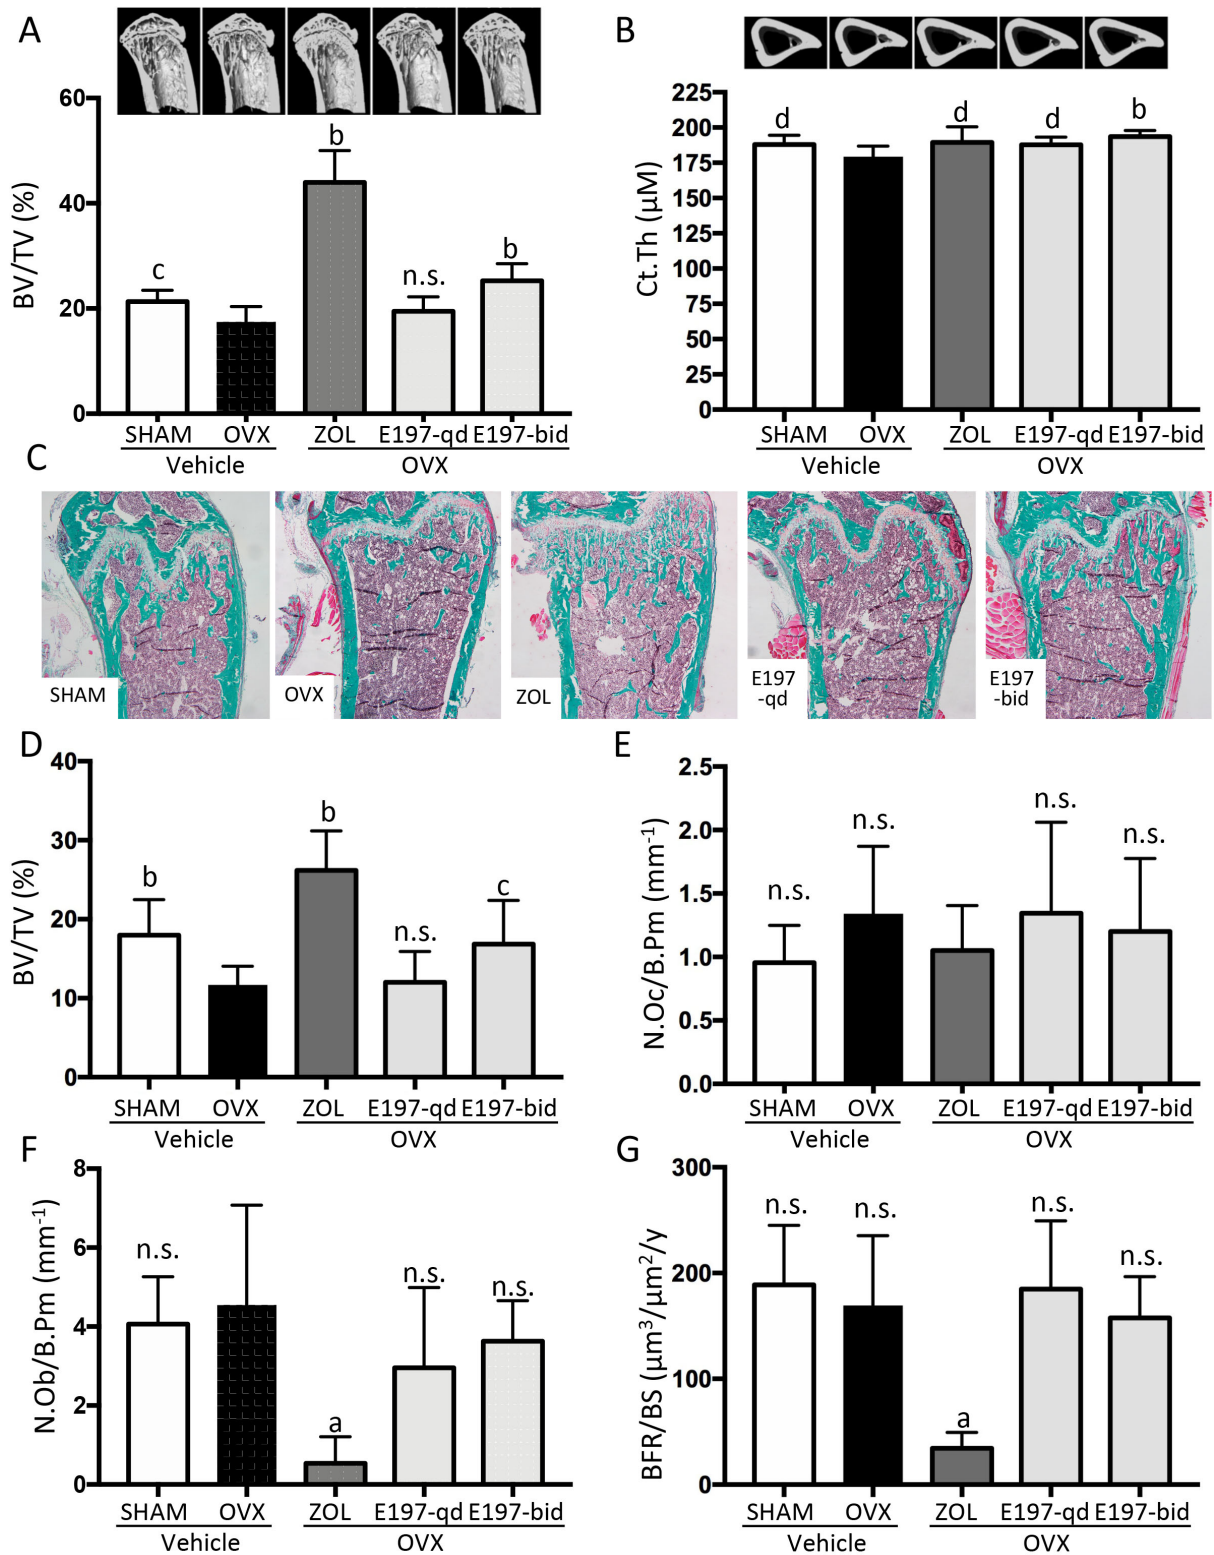 A
BV/TV (%)
60
40
20
0
b
c
n.s.
b
SHAM OVX ZOL E197-qd E197-bid
Vehicle OVX
B
Ct.Th (µM)
225
200
175
150
125
100
75
50
25
0
d d d b
SHAM OVX ZOL E197-qd E197-bid
Vehicle OVX
C
SHAM
OVX
ZOL
E197
-qd
E197
-bid
D
BV/TV (%)
40
30
20
10
0
b
b
n.s.
c
SHAM OVX ZOL E197-qd E197-bid
Vehicle OVX
E
N.Oc/B.Pm (mm⁻¹)
2.5
2.0
1.5
1.0
0.5
0.0
n.s. n.s. n.s. n.s.
SHAM OVX ZOL E197-qd E197-bid
Vehicle OVX
F
N.Ob/B.Pm (mm⁻¹)
8
6
4
2
0
n.s. a n.s. n.s.
SHAM OVX ZOL E197-qd E197-bid
Vehicle OVX
G
BFR/BS (µm³/µm²/y
300
200
100
0
n.s. n.s. a n.s. n.s.
SHAM OVX ZOL E197-qd E197-bid
Vehicle OVX